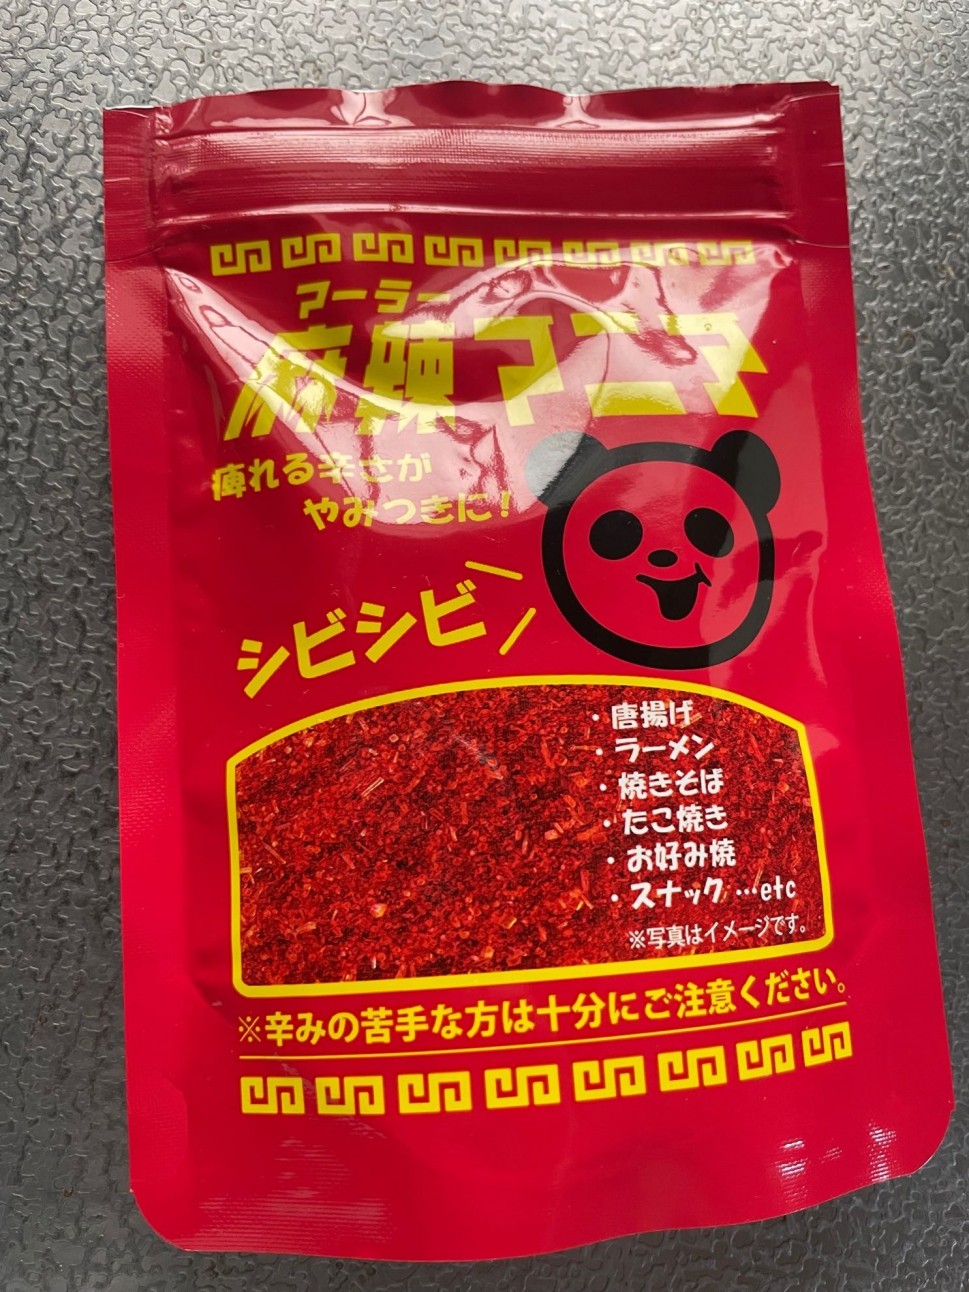 マーラー
麻辣マニア
痺れる辛さが
やみつきに！
シビシビ
・唐揚げ
・ラーメン
・焼きそば
・たこ焼き
・お好み焼
・スナック …etc
※写真はイメージです。
※辛みの苦手な方は十分にご注意ください。